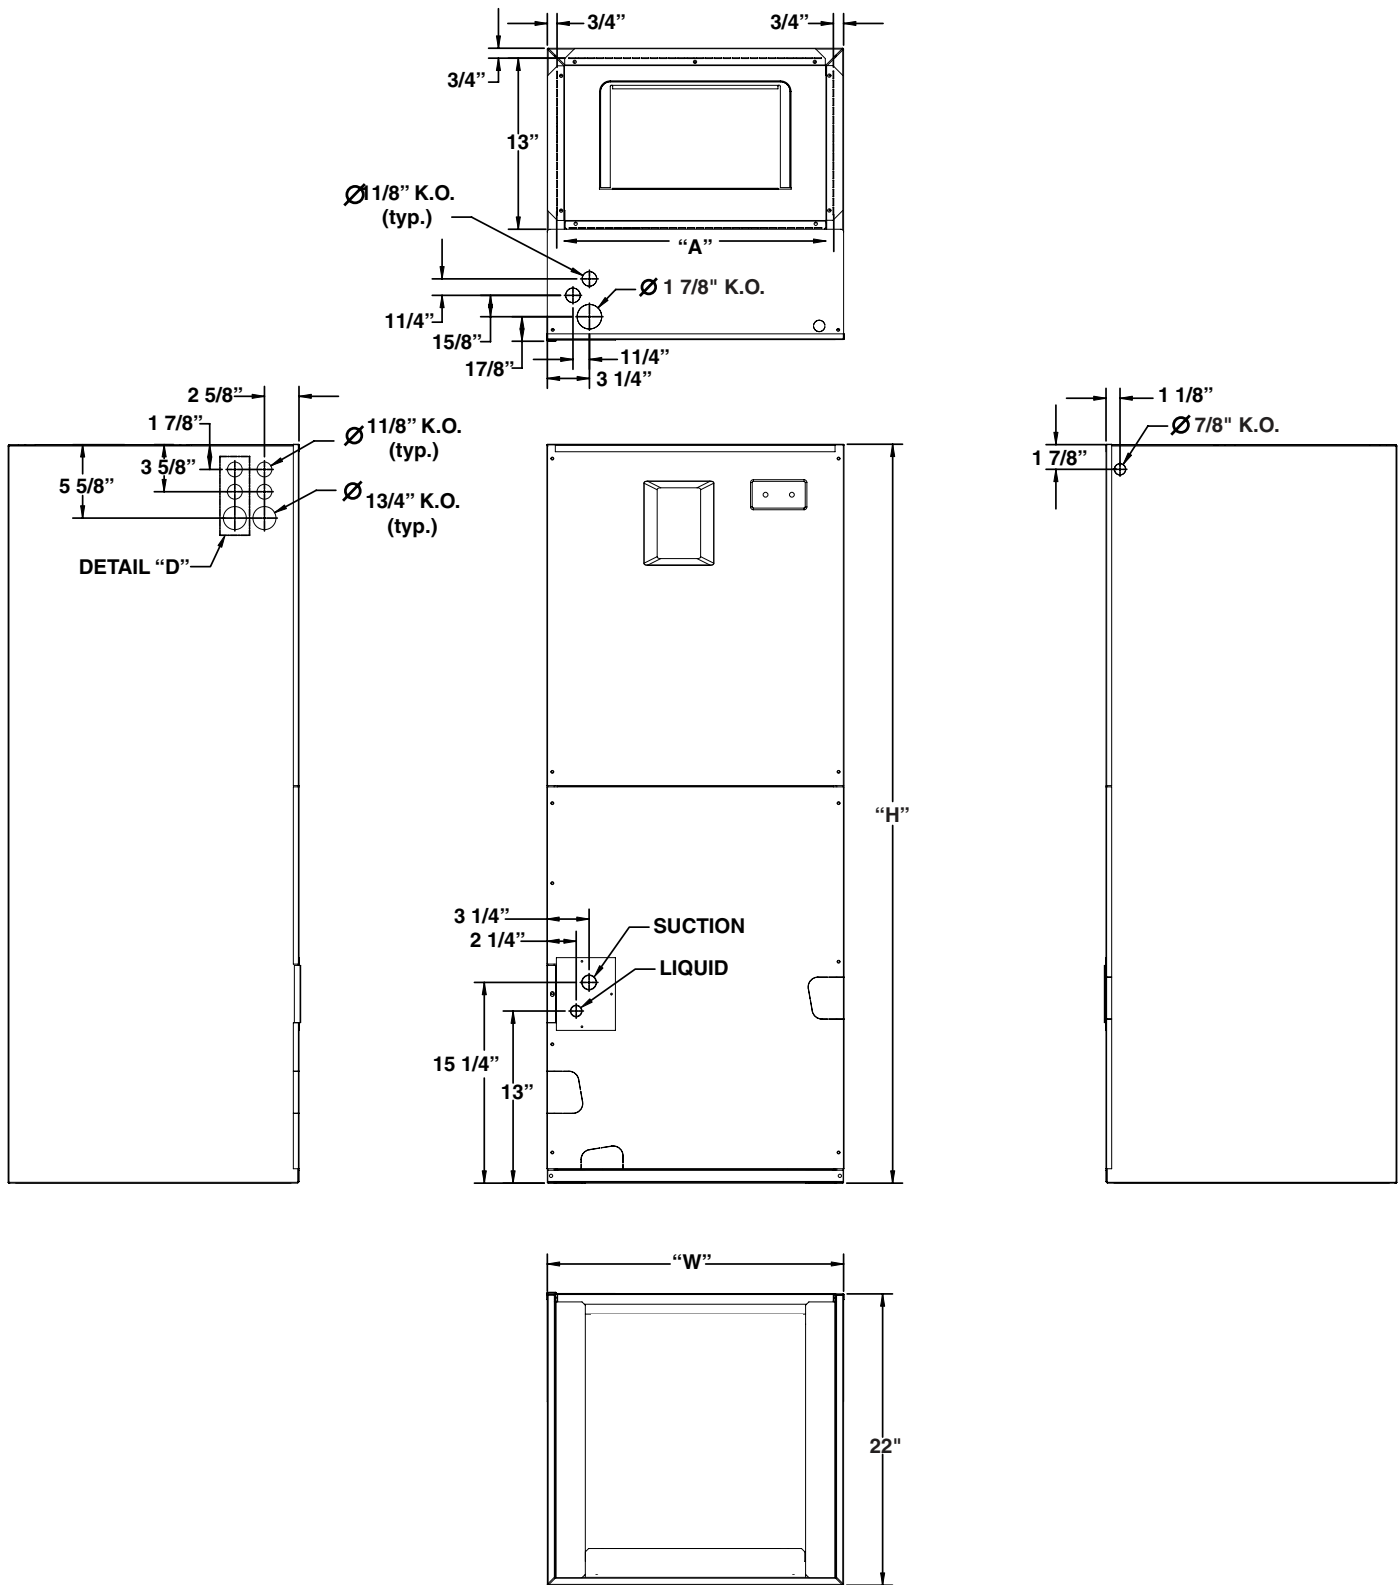 3/4”
3/4”
3/4”
13”
Ø11/8” K.O.
(typ.)
“A”
Ø 1 7/8" K.O.
11/4”
15/8”
17/8”
11/4”
3 1/4”
2 5/8”
1 7/8”
3 5/8”
5 5/8”
Ø 11/8” K.O.
(typ.)
Ø 13/4” K.O.
(typ.)
DETAIL “D”
1 1/8”
Ø 7/8" K.O.
1 7/8”
“H”
3 1/4”
2 1/4”
SUCTION
LIQUID
15 1/4”
13”
“W”
22"